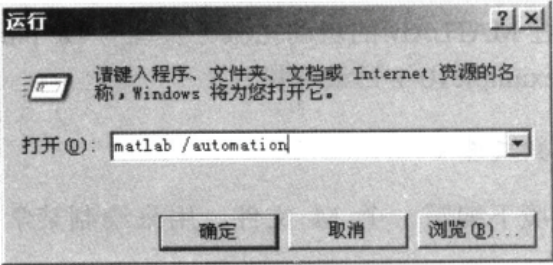 运行
请键入程序、文件夹、文档或 Internet 资源的名
称,Windows 将为您打开它。
打开(O): matlab /automation
确定 取消 浏览(B)...